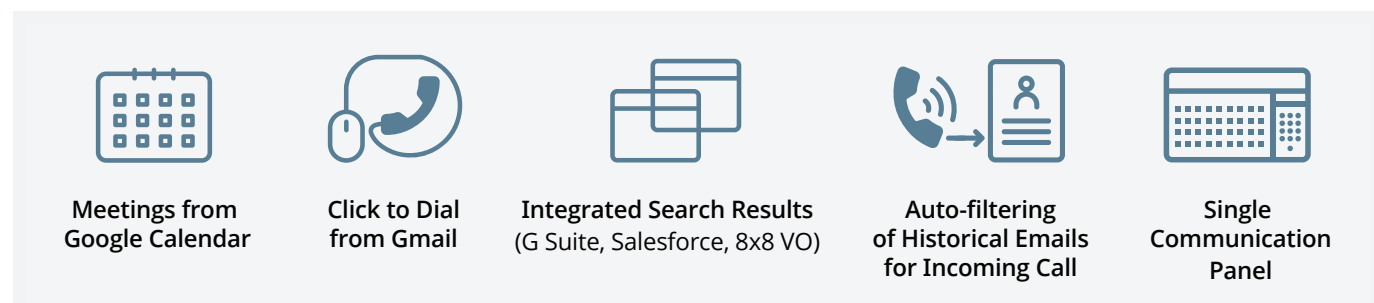 Meetings from
Google Calendar
Click to Dial
from Gmail
Integrated Search Results
(G Suite, Salesforce, 8x8 VO)
Auto-filtering
of Historical Emails
for Incoming Call
Single
Communication
Panel